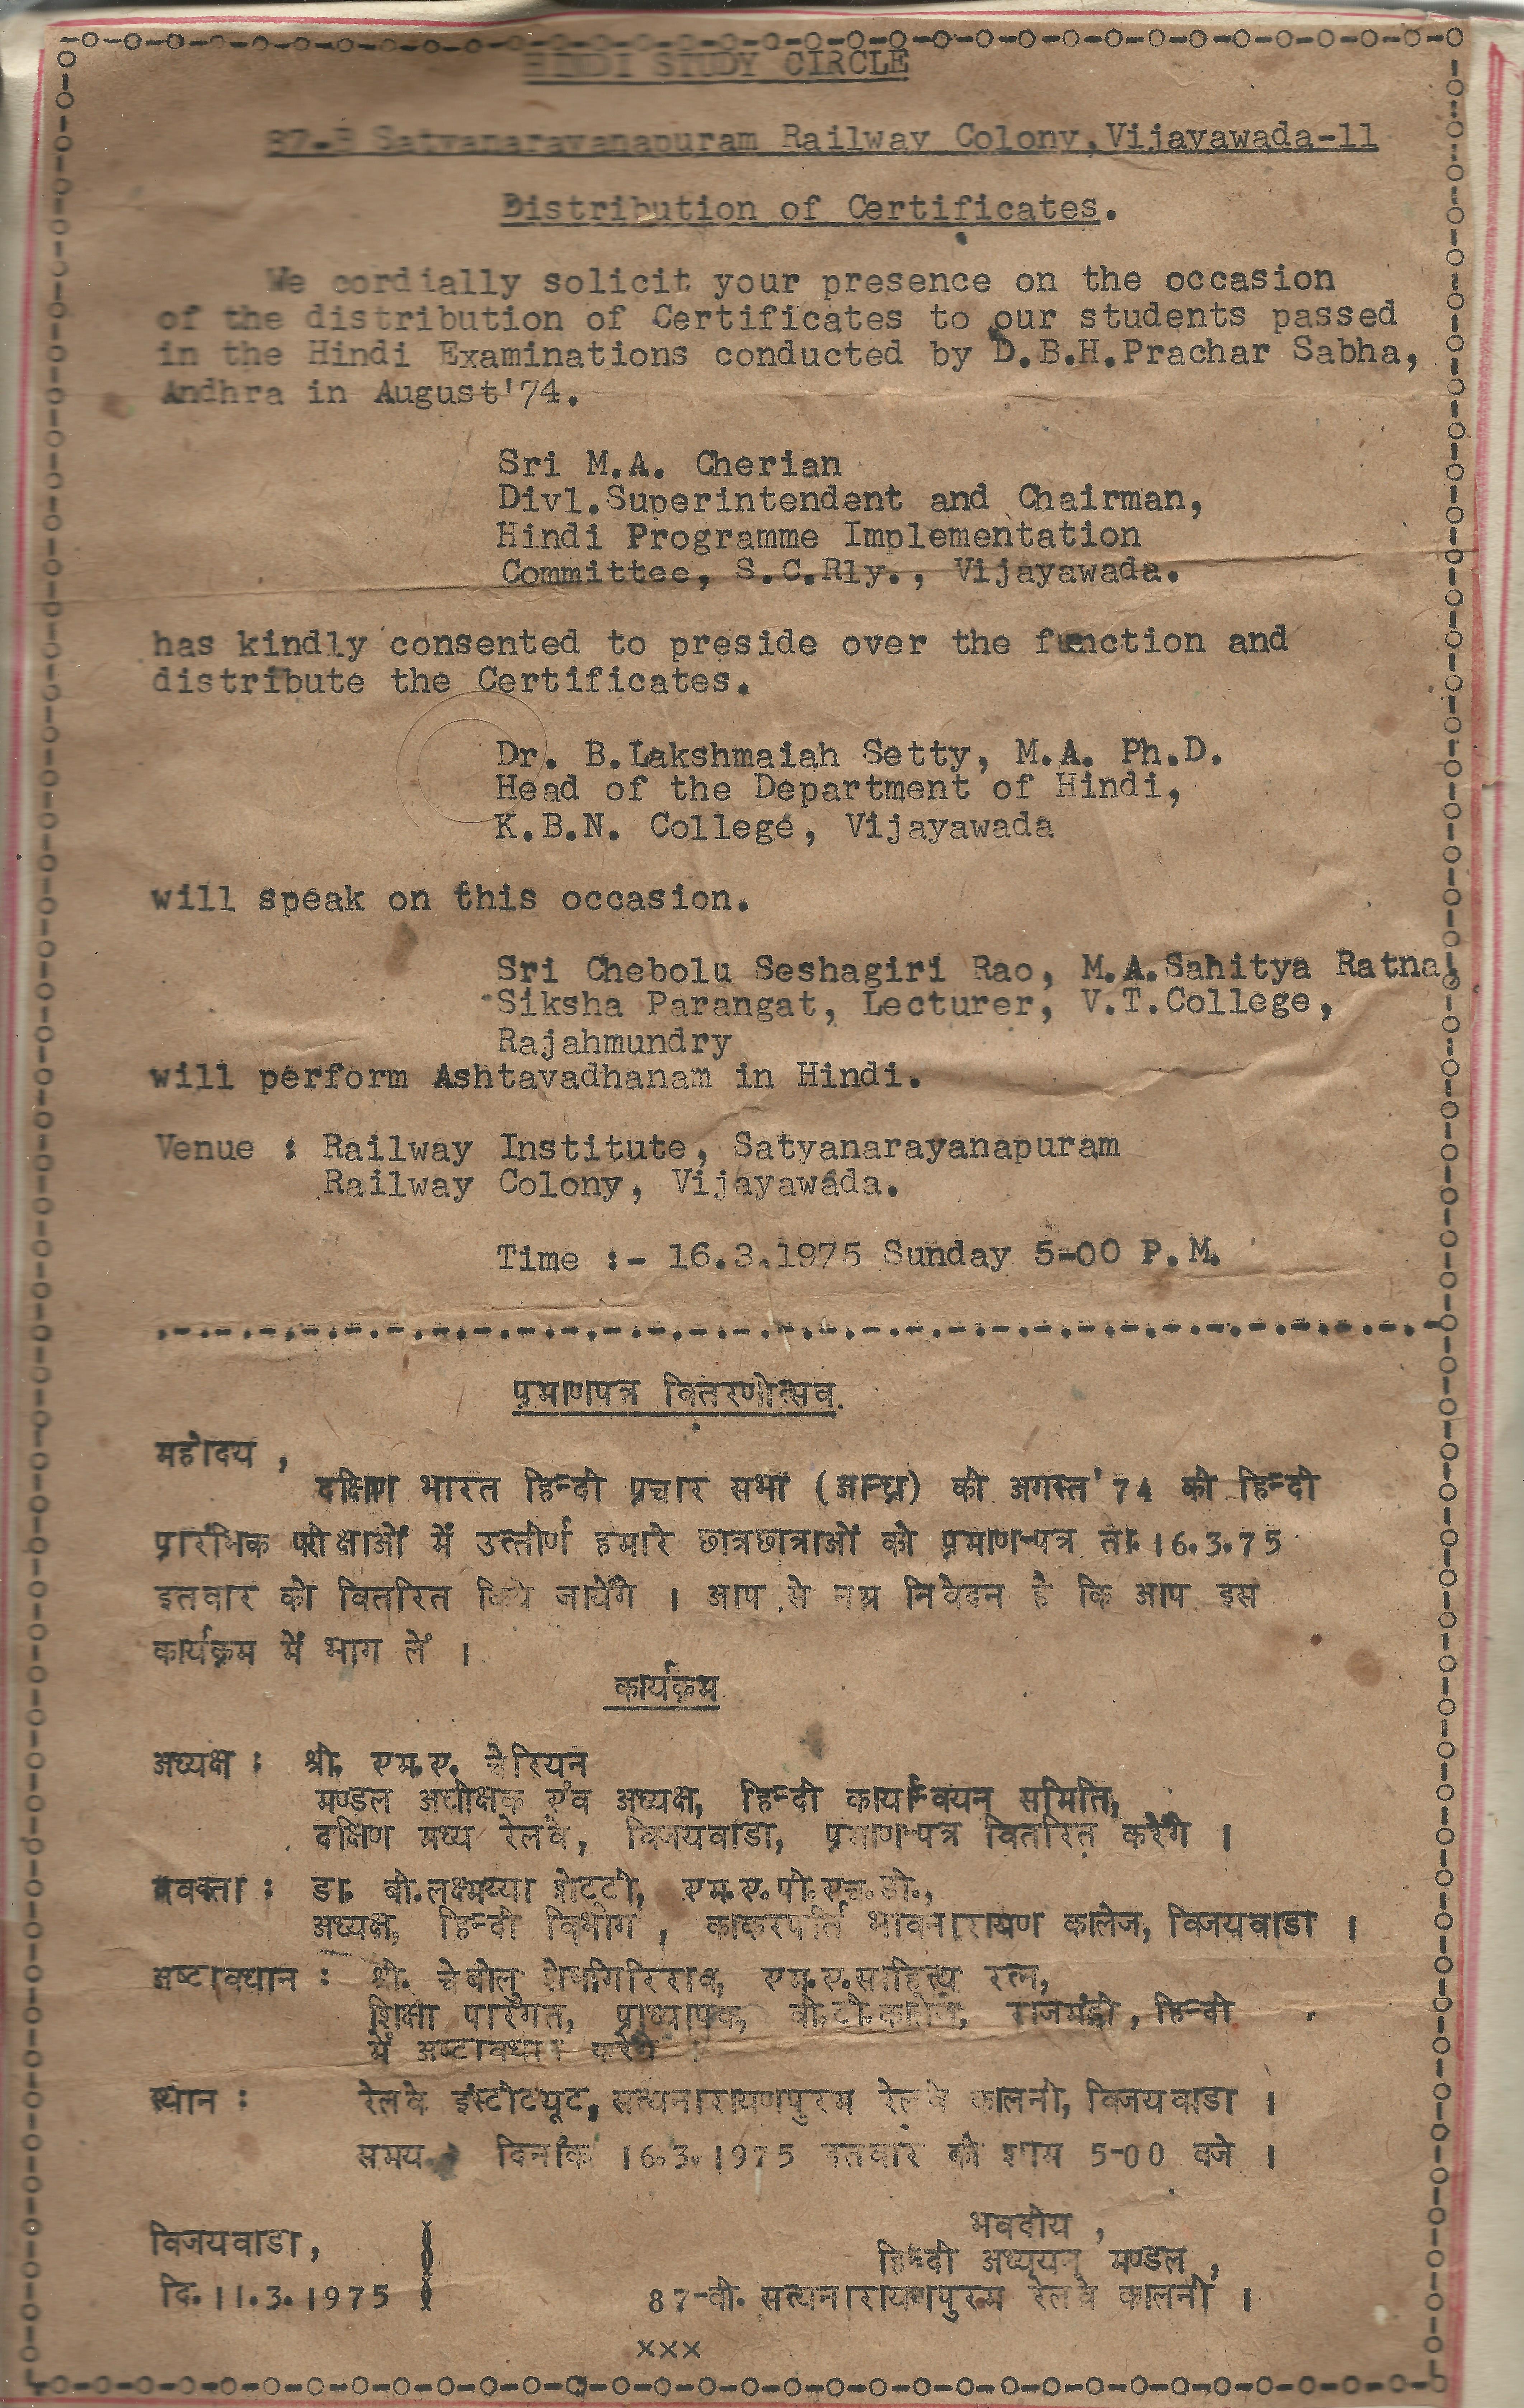 HINDI STUDY CIRCLE
87-B Satyanarayanapuram Railway Colony, Vijayawada-11
Distribution of Certificates.
We cordially solicit your presence on the occasion
of the distribution of Certificates to our students passed
in the Hindi Examinations conducted by D.B.H.Prachar Sabha,
Andhra in August'74.
Sri M.A. Cherian
Divl.Superintendent and Chairman,
Hindi Programme Implementation
Committee, S.C.Rly., Vijayawada.
has kindly consented to preside over the function and
distribute the Certificates.
Dr. B.Lakshmaiah Setty, M.A. Ph.D.
Head of the Department of Hindi,
K.B.N. College, Vijayawada
will speak on this occasion.
Sri Chebolu Seshagiri Rao, M.A.Sahitya Ratna,
Siksha Parangat, Lecturer, V.T.College,
Rajahmundry
will perform Ashtavadhanam in Hindi.
Venue : Railway Institute, Satyanarayanapuram
Railway Colony, Vijayawada.
Time :- 16.3.1975 Sunday 5-00 P.M.
प्रमाणपत्र वितरणोत्सव.
महोदय ,
दक्षिण भारत हिन्दी प्रचार सभा (आन्ध्र) की अगस्त' 74 की हिन्दी
प्रारंभिक परीक्षाओं में उत्तीर्ण हमारे छात्रछात्राओं को प्रमाण-पत्र ता. 16.3.75
इतवार को वितरित किये जायेंगे । आप से नम्र निवेदन है कि आप इस
कार्यक्रम में भाग लें ।
कार्यक्रम
अध्यक्ष : श्री. एम.ए. चेरियन
मण्डल अधीक्षक एंव अध्यक्ष, हिन्दी कार्यान्वयन समिति,
दक्षिण मध्य रेलवे, विजयवाडा, प्रमाण-पत्र वितरित करेंगे ।
प्रवक्ता : डा. बी.लक्ष्मय्या शेट्टी, एम.ए.पी.एच.डी.,
अध्यक्ष, हिन्दी विभाग , काकरपर्ति भावनारायण कालेज, विजयवाडा ।
अष्टावधान : श्री. चेबोलु शेषगिरिराव, एम.ए.साहित्य रत्न,
शिक्षा पारंगत, प्राध्यापक, वी.टी.कालेज, राजमंड्री, हिन्दी
में अष्टावधान करेंगे ।
स्थान : रेलवे इंस्टीटयूट, सत्यनारायणपुरम रेलवे कालनी, विजयवाडा ।
समय : दिनांक 16.3.1975 इतवार को शाम 5-00 बजे ।
भवदीय ,
विजयवाडा,
हिन्दी अध्ययन मण्डल ,
दि. 11.3.1975
87-बी. सत्यनारायणपुरम रेलवे कालनी ।
xxx